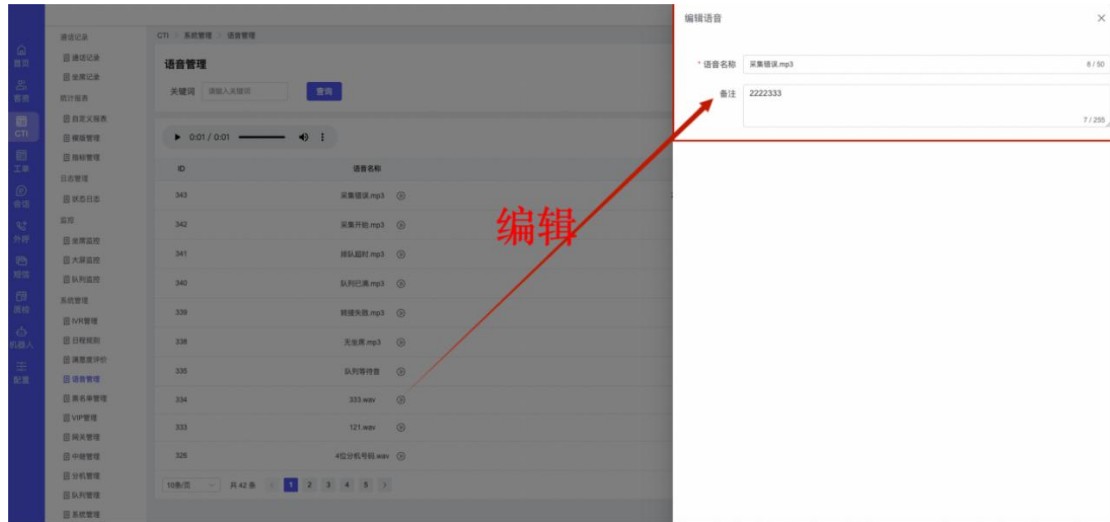 首页
客资
CTI
工单
会话
外呼
短信
质检
机器人
配置
通话记录
通话记录
坐席记录
统计报表
自定义报表
模版管理
指标管理
日志管理
状态日志
监控
坐席监控
大屏监控
队列监控
系统管理
IVR管理
日程规则
满意度评价
语音管理
黑名单管理
VIP管理
网关管理
中继管理
分机管理
队列管理
系统管理
CTI / 系统管理 / 语音管理
语音管理
关键词 请输入关键词 查询
0:01 / 0:01
ID 语音名称
343 采集错误.mp3
342 采集开始.mp3
341 排队超时.mp3
340 队列已满.mp3
339 转接失败.mp3
338 无坐席.mp3
335 队列等待音
334 333.wav
333 121.wav
328 4位分机号码.wav
10条/页 共 42 条 < 1 2 3 4 5 >
编辑
编辑语音 ×
* 语音名称 采集错误.mp3 8 / 50
备注 2222333
7 / 255